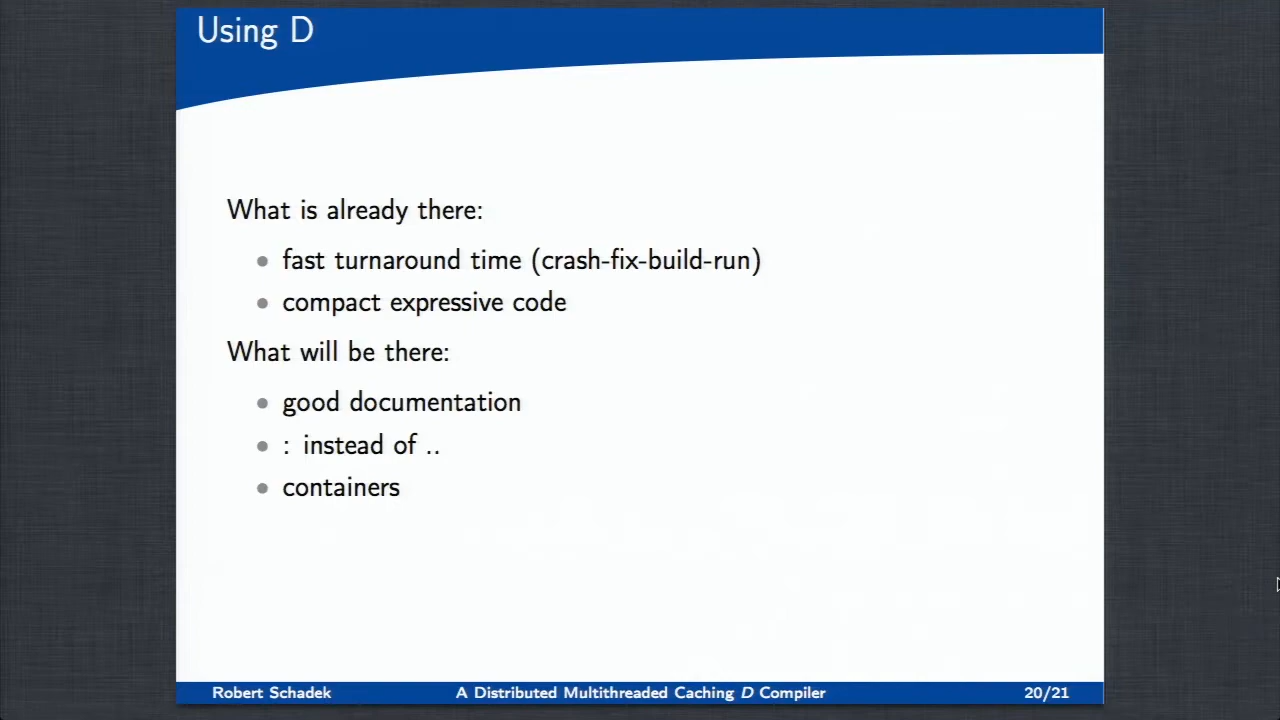 Using D
What is already there:
fast turnaround time (crash-fix-build-run)
compact expressive code
What will be there:
good documentation
: instead of ..
containers
Robert Schadek
A Distributed Multithreaded Caching D Compiler
20/21